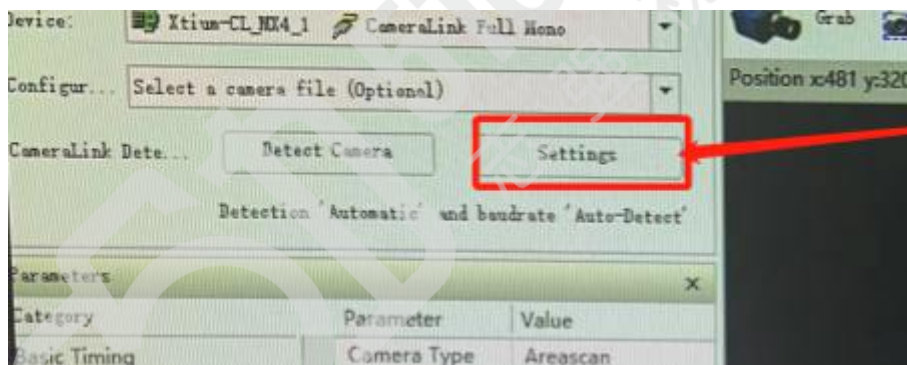 Device: Xtium-CL_MX4_1 CameraLink Full Mono
Grab
Configur... Select a camera file (Optional)
Position x:481 y:320
CameraLink Dete... Detect Camera Settings
Detection 'Automatic' and baudrate 'Auto-Detect'
Parameters
Category Parameter Value
Basic Timing Camera Type Areascan